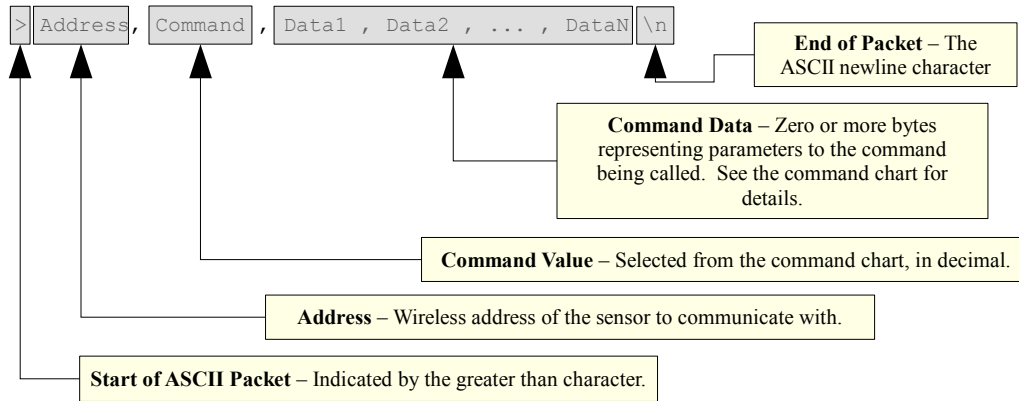 > Address, Command, Data1 , Data2 , ... , DataN \n
End of Packet – The
ASCII newline character
Command Data – Zero or more bytes
representing parameters to the command
being called.  See the command chart for
details.
Command Value – Selected from the command chart, in decimal.
Address – Wireless address of the sensor to communicate with.
Start of ASCII Packet – Indicated by the greater than character.